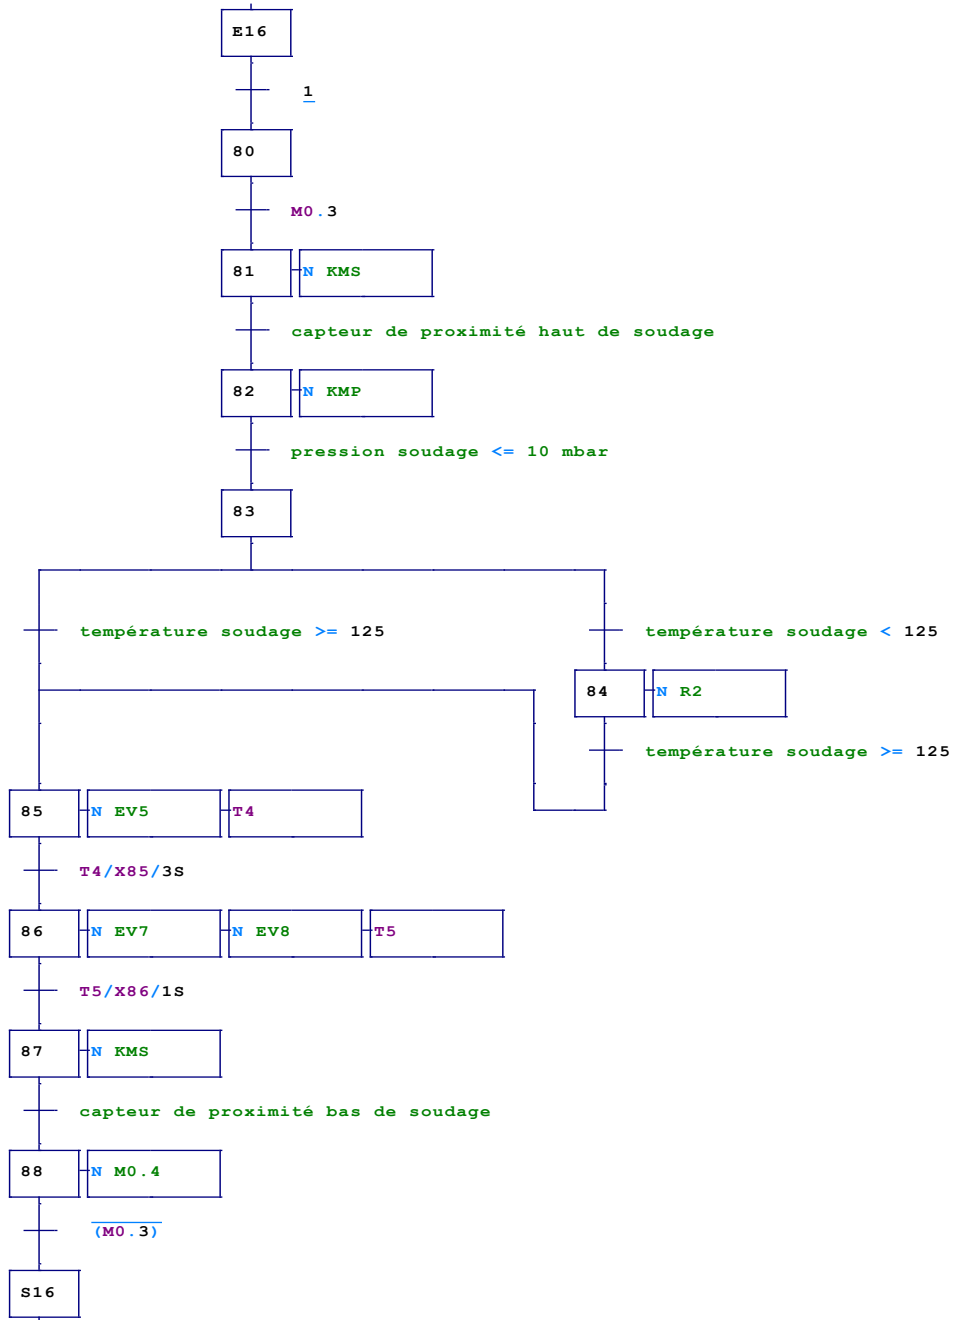 E16
1
80
M0.3
81 N KMS
capteur de proximité haut de soudage
82 N KMP
pression soudage <= 10 mbar
83
température soudage >= 125 température soudage < 125
84 N R2
température soudage >= 125
85 N EV5 T4
T4/X85/3S
86 N EV7 N EV8 T5
T5/X86/1S
87 N KMS
capteur de proximité bas de soudage
88 N M0.4
(M0.3)
S16